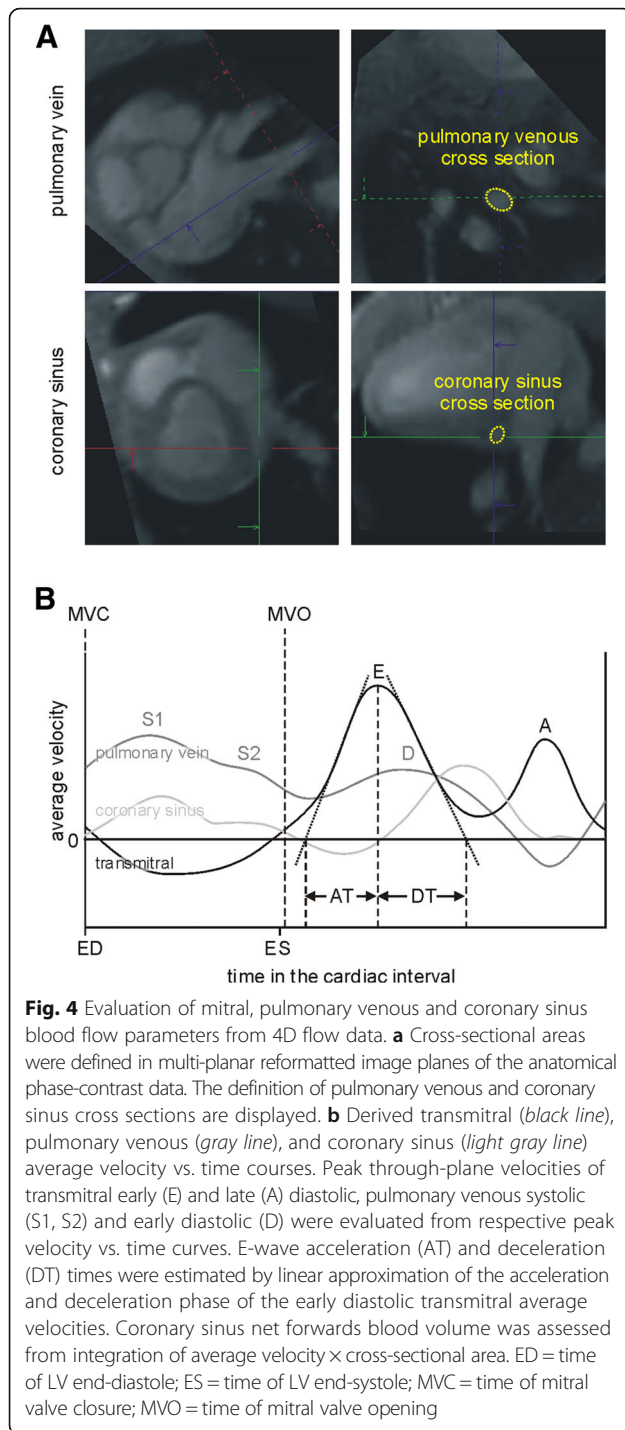 A
pulmonary vein
pulmonary venous
cross section
coronary sinus
coronary sinus
cross section
B
MVC
MVO
E
S1
A
S2
D
pulmonary vein
average velocity
coronary sinus
0
transmitral
AT
DT
ED
ES
time in the cardiac interval
Fig. 4 Evaluation of mitral, pulmonary venous and coronary sinus
blood flow parameters from 4D flow data. a Cross-sectional areas
were defined in multi-planar reformatted image planes of the anatomical
phase-contrast data. The definition of pulmonary venous and coronary
sinus cross sections are displayed. b Derived transmitral (black line),
pulmonary venous (gray line), and coronary sinus (light gray line)
average velocity vs. time courses. Peak through-plane velocities of
transmitral early (E) and late (A) diastolic, pulmonary venous systolic
(S1, S2) and early diastolic (D) were evaluated from respective peak
velocity vs. time curves. E-wave acceleration (AT) and deceleration
(DT) times were estimated by linear approximation of the acceleration
and deceleration phase of the early diastolic transmitral average
velocities. Coronary sinus net forwards blood volume was assessed
from integration of average velocity × cross-sectional area. ED = time
of LV end-diastole; ES = time of LV end-systole; MVC = time of mitral
valve closure; MVO = time of mitral valve opening